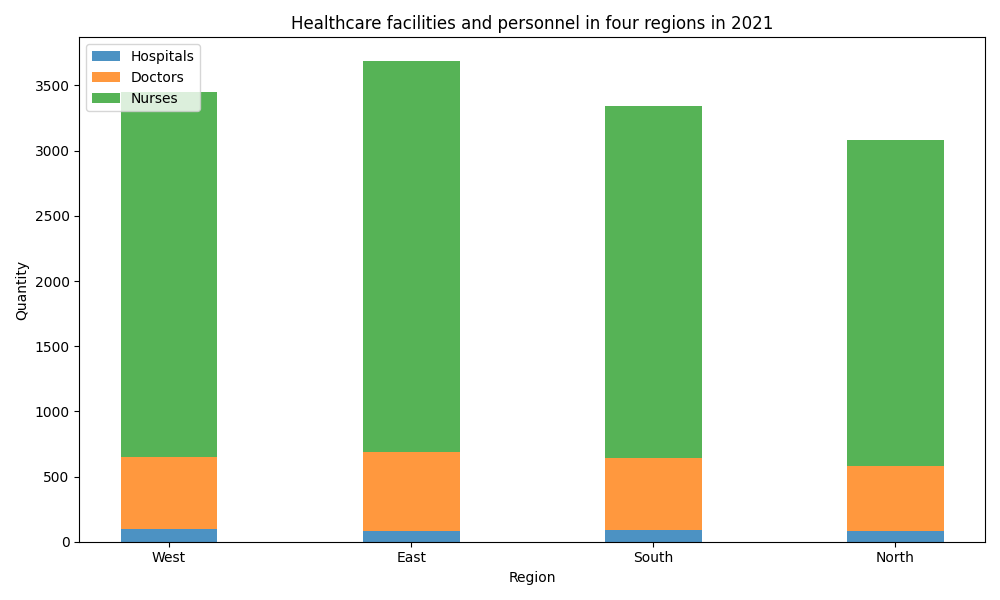 Healthcare facilities and personnel in four regions in 2021
Hospitals
Doctors
Nurses
3500
3000
2500
2000
1500
1000
500
0
Quantity
West East South North
Region